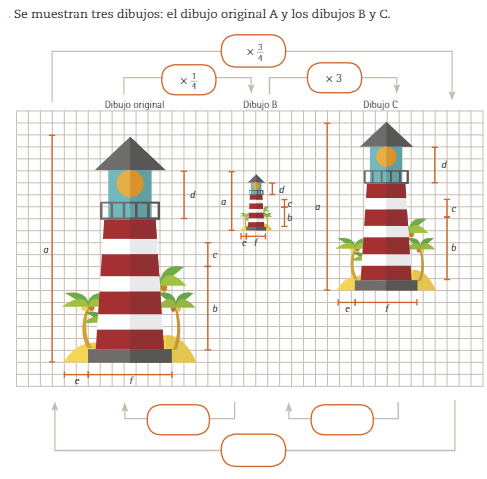 . Se muestran tres dibujos: el dibujo original A y los dibujos B y C.
× 3/4
× 1/4
× 3
Dibujo original
Dibujo B
Dibujo C
a
d
c
b
e
f
a
d
c
b
e
f
a
d
c
b
e
f